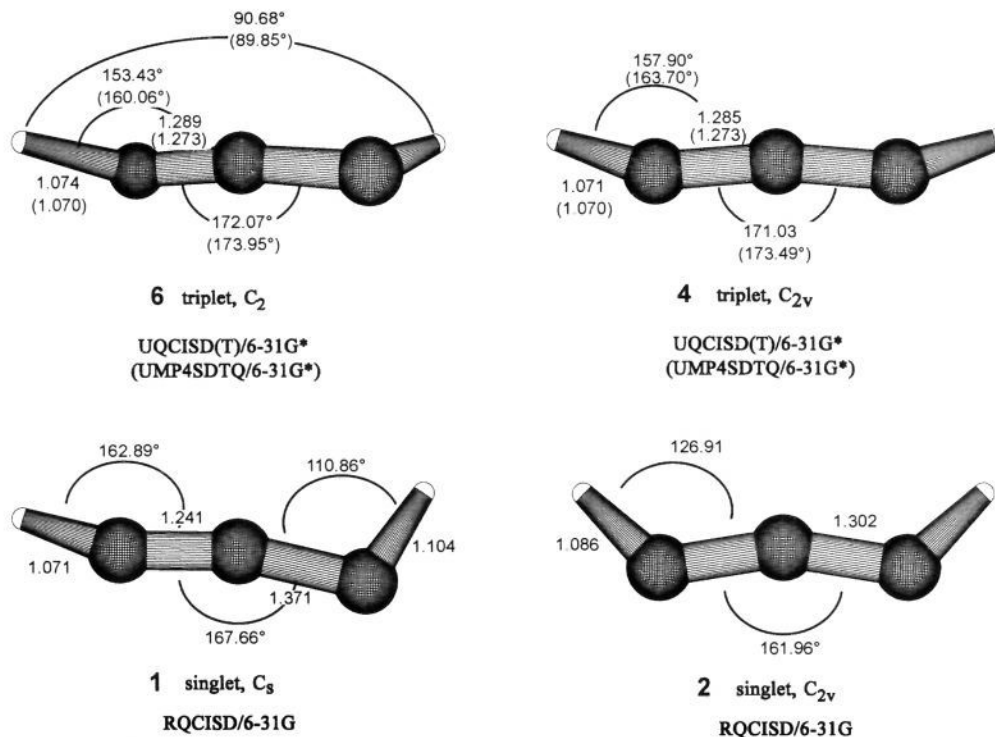 90.68°
(89.85°)
153.43°
(160.06°)
1.289
(1.273)
1.074
(1.070)
172.07°
(173.95°)
6 triplet, C2
UQCISD(T)/6-31G*
(UMP4SDTQ/6-31G*)
157.90°
(163.70°)
1.285
(1.273)
1.071
(1.070)
171.03
(173.49°)
4 triplet, C2v
UQCISD(T)/6-31G*
(UMP4SDTQ/6-31G*)
162.89°
110.86°
1.241
1.071
1.104
1.371
167.66°
1 singlet, Cs
RQCISD/6-31G
126.91
1.302
1.086
161.96°
2 singlet, C2v
RQCISD/6-31G